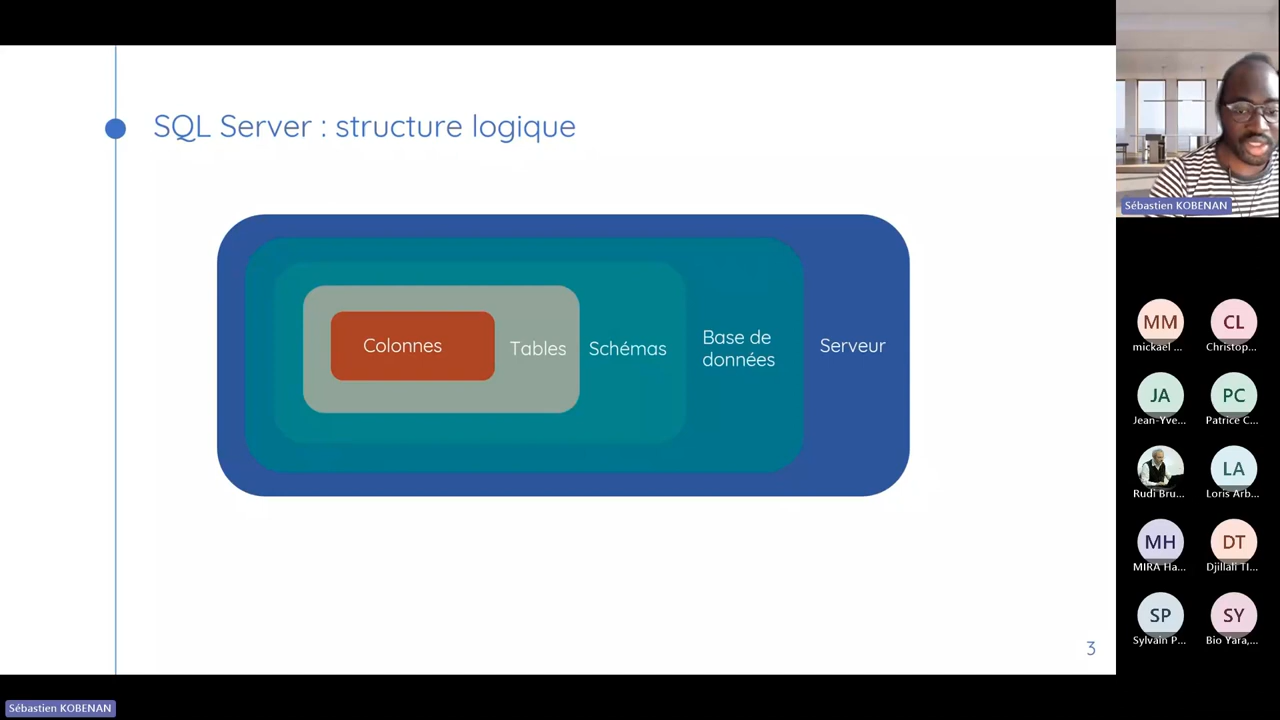 SQL Server : structure logique
Colonnes
Tables
Schémas
Base de
données
Serveur
3
Sébastien KOBENAN
Sébastien KOBENAN
MM
mickael ...
CL
Christop...
JA
Jean-Yve...
PC
Patrice C...
Rudi Bru...
LA
Loris Arb...
MH
MIRA Ha...
DT
Djillali TI...
SP
Sylvain P...
SY
Bio Yara,...